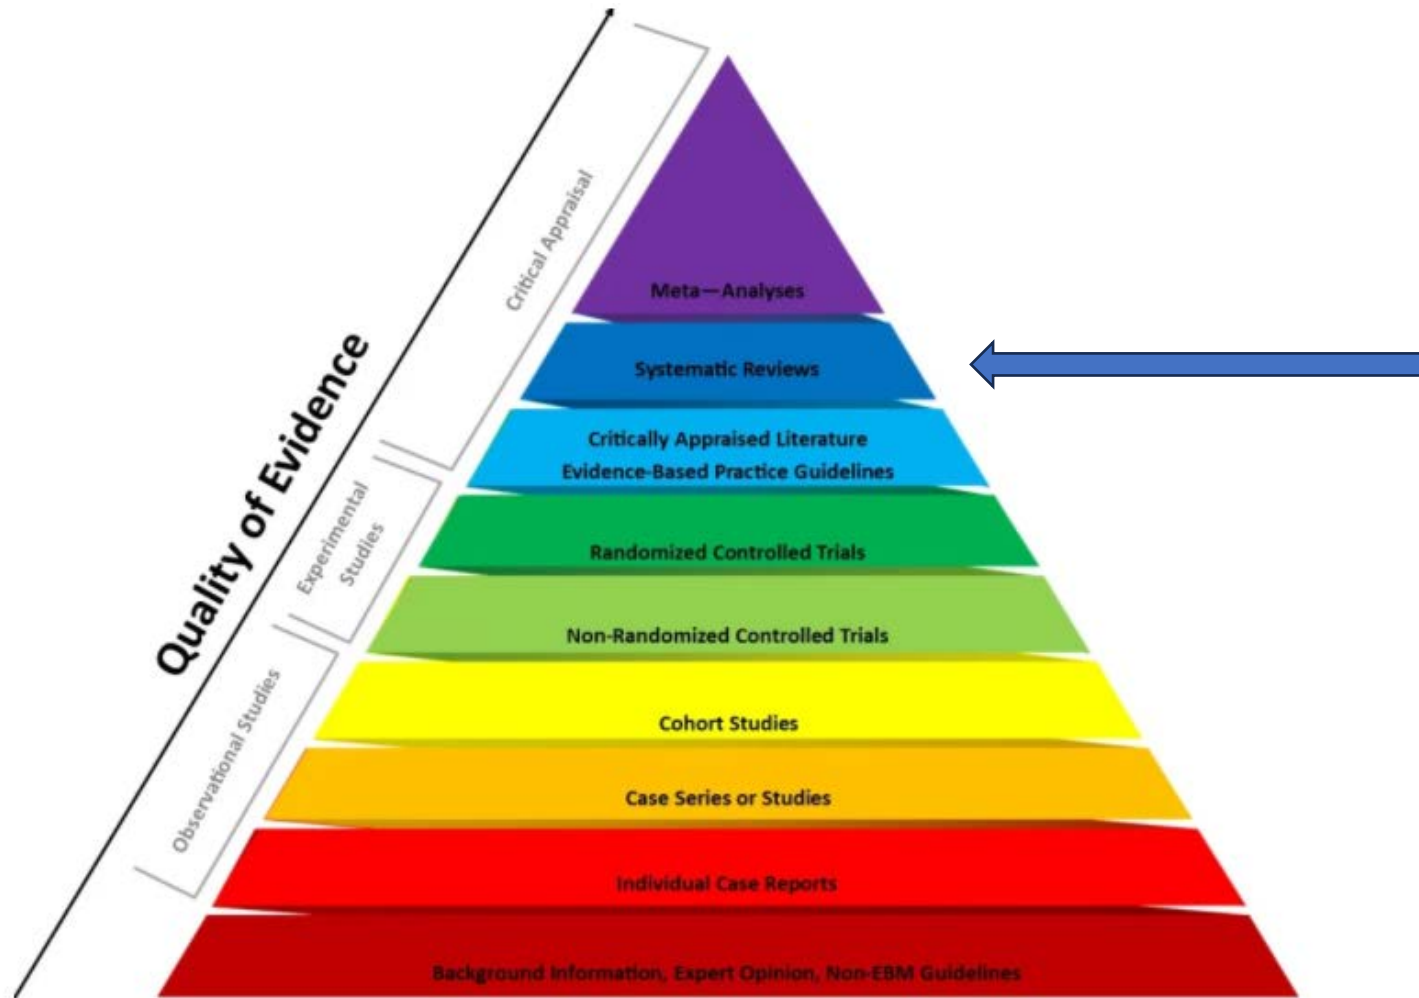 Quality of Evidence
Critical Appraisal
Experimental
Studies
Observational Studies
Meta—Analyses
Systematic Reviews
Critically Appraised Literature
Evidence-Based Practice Guidelines
Randomized Controlled Trials
Non-Randomized Controlled Trials
Cohort Studies
Case Series or Studies
Individual Case Reports
Background Information, Expert Opinion, Non-EBM Guidelines